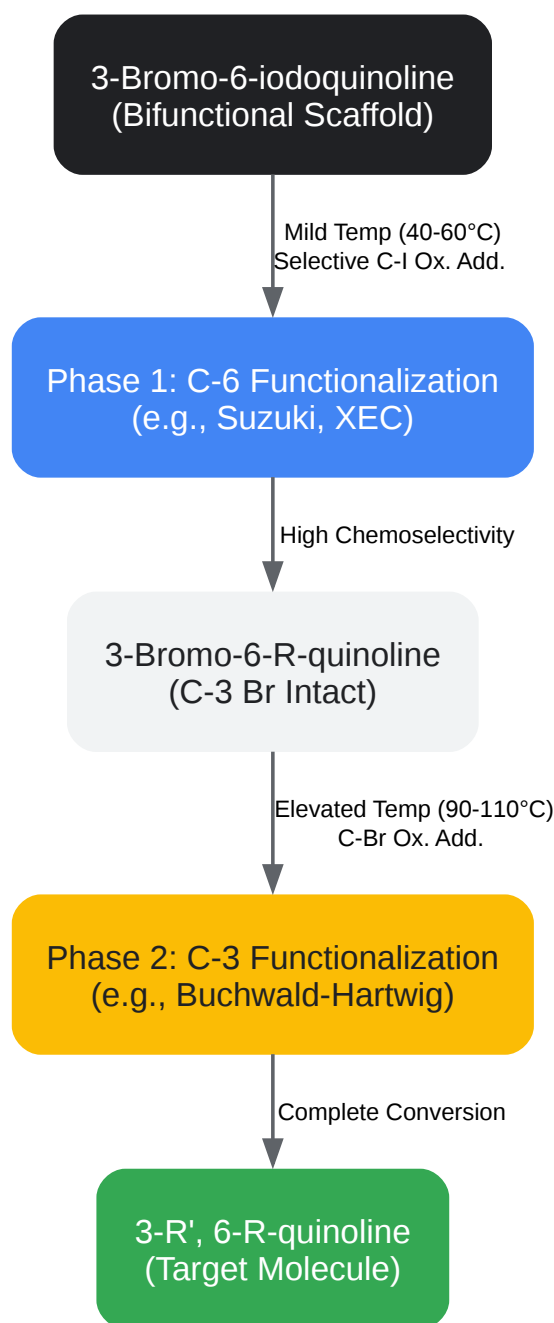 3-Bromo-6-iodoquinoline
(Bifunctional Scaffold)
Mild Temp (40-60°C)
Selective C-I Ox. Add.
Phase 1: C-6 Functionalization
(e.g., Suzuki, XEC)
High Chemoselectivity
3-Bromo-6-R-quinoline
(C-3 Br Intact)
Elevated Temp (90-110°C)
C-Br Ox. Add.
Phase 2: C-3 Functionalization
(e.g., Buchwald-Hartwig)
Complete Conversion
3-R', 6-R-quinoline
(Target Molecule)